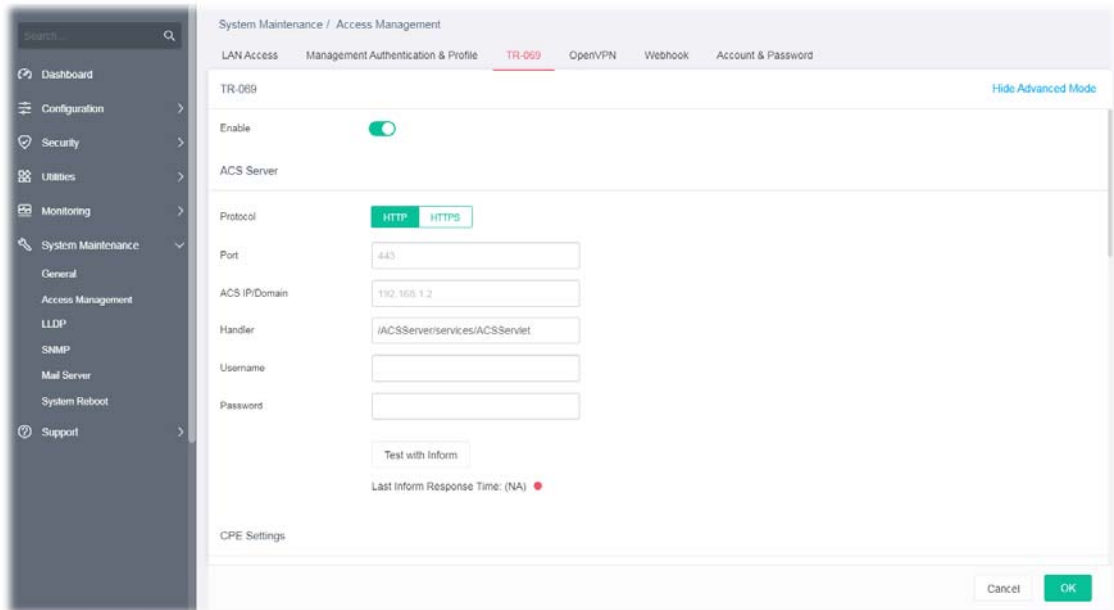 Search...
Dashboard
Configuration
Security
Utilities
Monitoring
System Maintenance
General
Access Management
LLDP
SNMP
Mail Server
System Reboot
Support
System Maintenance / Access Management
LAN Access Management Authentication & Profile TR-069 OpenVPN Webhook Account & Password
TR-069 Hide Advanced Mode
Enable
ACS Server
Protocol HTTP HTTPS
Port 443
ACS IP/Domain 192.168.1.2
Handler /ACSServer/services/ACSServlet
Username
Password
Test with Inform
Last Inform Response Time: (NA)
CPE Settings
Cancel OK